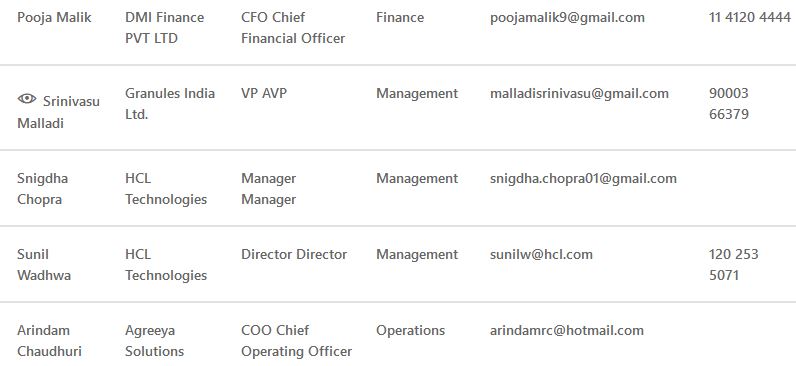 Pooja Malik DMI Finance CFO Chief Finance poojamalik9@gmail.com 11 4120 4444
PVT LTD Financial Officer
Srinivasu Granules India VP AVP Management malladisrinivasu@gmail.com 90003
Malladi Ltd. 66379
Snigdha HCL Manager Management snigdha.chopra01@gmail.com
Chopra Technologies Manager
Sunil HCL Director Director Management sunilw@hcl.com 120 253
Wadhwa Technologies 5071
Arindam Agreeya COO Chief Operations arindamrc@hotmail.com
Chaudhuri Solutions Operating Officer